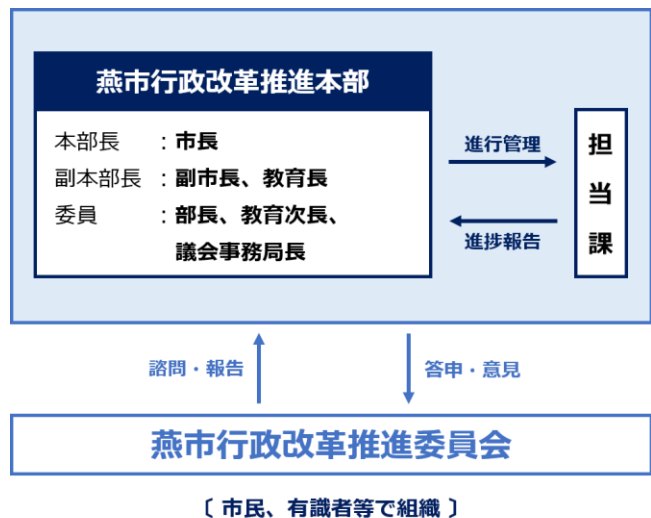 燕市行政改革推進本部
本部長　：市長
副本部長：副市長、教育長
委員　　：部長、教育次長、
議会事務局長
進行管理
進捗報告
担当課
諮問・報告
答申・意見
燕市行政改革推進委員会
〔 市民、有識者等で組織 〕